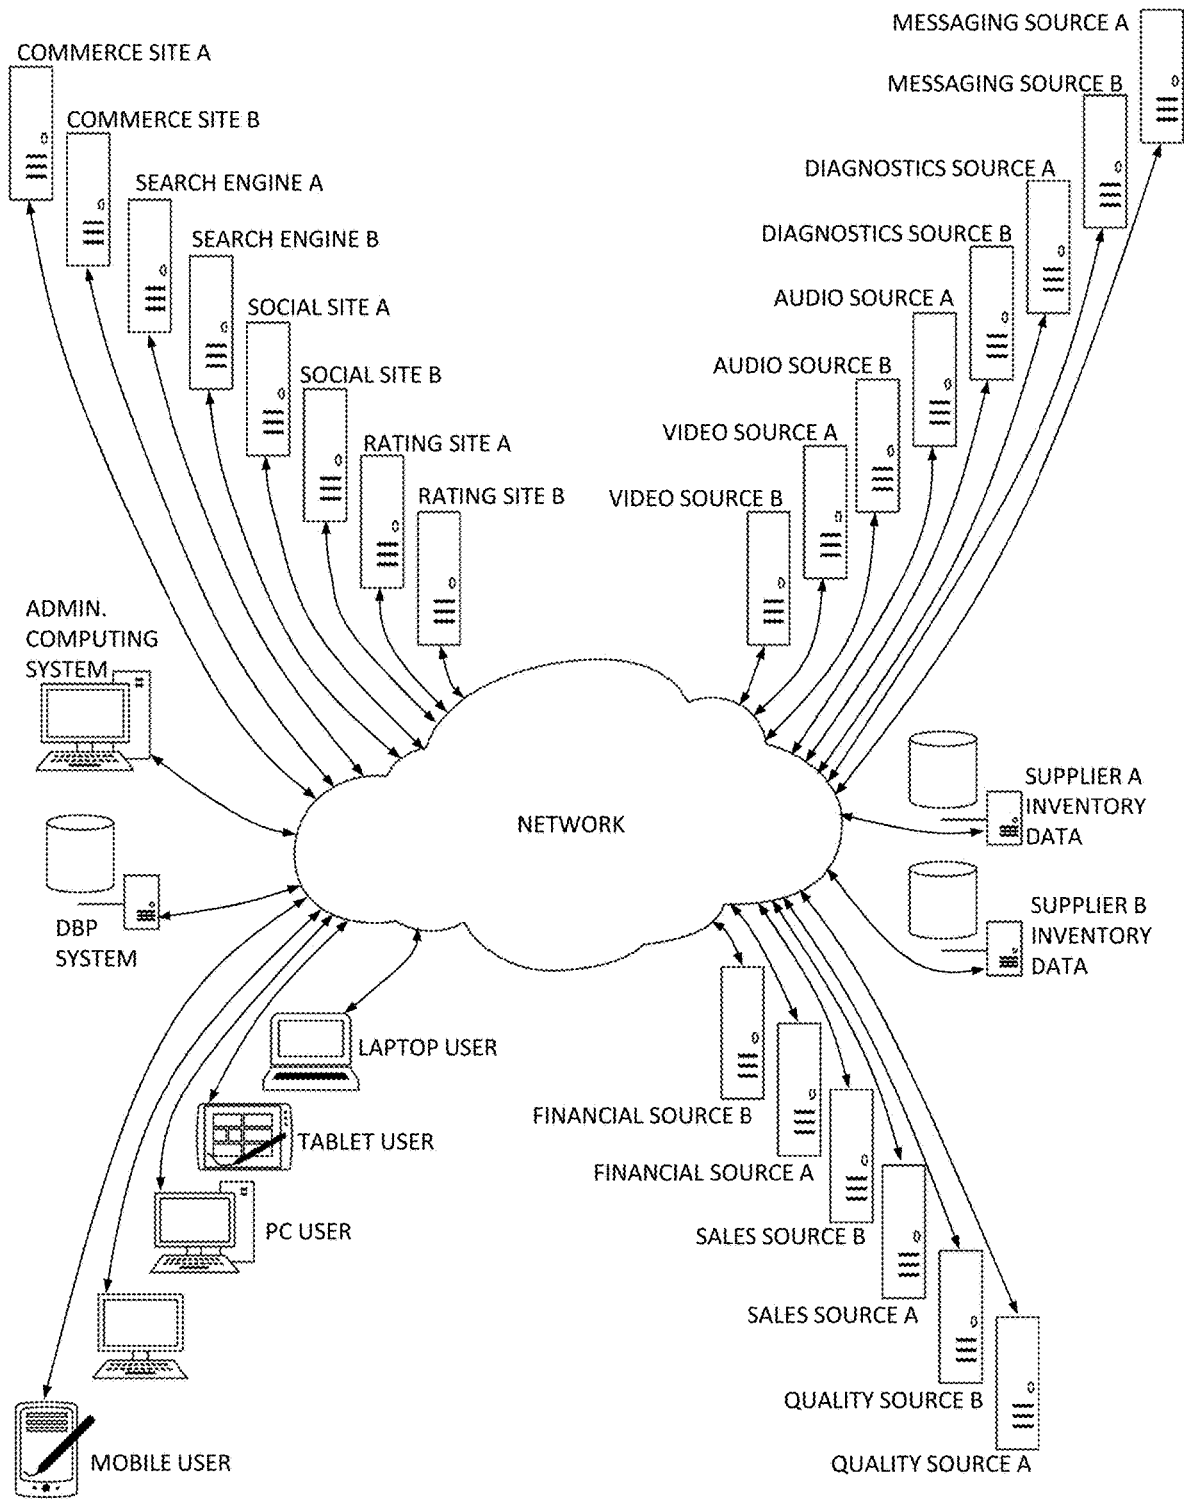 MESSAGING SOURCE A
COMMERCE SITE A
MESSAGING SOURCE B
COMMERCE SITE B
DIAGNOSTICS SOURCE A
SEARCH ENGINE A
DIAGNOSTICS SOURCE B
SEARCH ENGINE B
AUDIO SOURCE A
SOCIAL SITE A
AUDIO SOURCE B
SOCIAL SITE B
VIDEO SOURCE A
RATING SITE A
VIDEO SOURCE B
RATING SITE B
ADMIN.
COMPUTING
SYSTEM
NETWORK
SUPPLIER A
INVENTORY
DATA
DBP
SYSTEM
SUPPLIER B
INVENTORY
DATA
LAPTOP USER
FINANCIAL SOURCE B
TABLET USER
FINANCIAL SOURCE A
PC USER
SALES SOURCE B
SALES SOURCE A
QUALITY SOURCE B
MOBILE USER
QUALITY SOURCE A